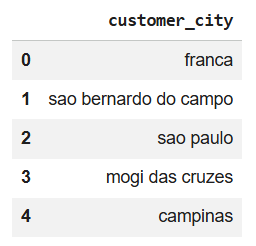 customer_city
0 franca
1 sao bernardo do campo
2 sao paulo
3 mogi das cruzes
4 campinas